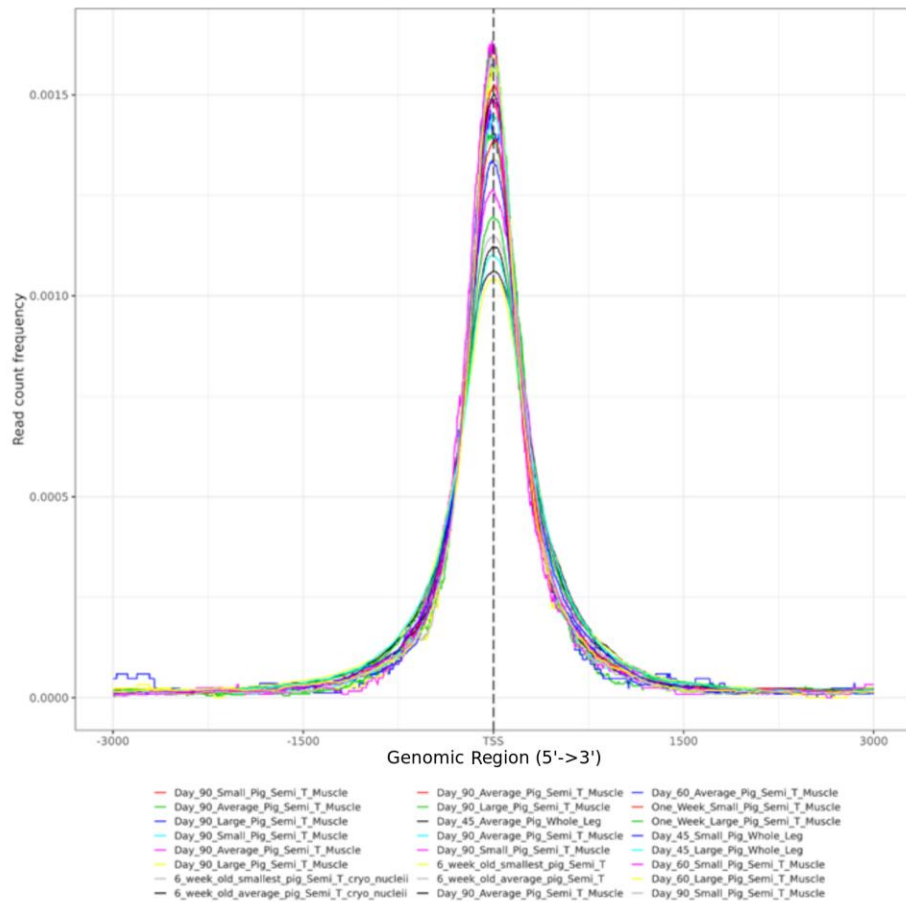 0.0015
0.0010
0.0005
0.0000
Read count frequency
-3000 -1500 TSS 1500 3000
Genomic Region (5'->3')
Day_90_Small_Pig_Semi_T_Muscle Day_90_Average_Pig_Semi_T_Muscle Day_60_Average_Pig_Semi_T_Muscle
Day_90_Average_Pig_Semi_T_Muscle Day_90_Large_Pig_Semi_T_Muscle One_Week_Small_Pig_Semi_T_Muscle
Day_90_Large_Pig_Semi_T_Muscle Day_45_Average_Pig_Whole_Leg One_Week_Large_Pig_Semi_T_Muscle
Day_90_Small_Pig_Semi_T_Muscle Day_90_Average_Pig_Semi_T_Muscle Day_45_Small_Pig_Whole_Leg
Day_90_Average_Pig_Semi_T_Muscle Day_90_Small_Pig_Semi_T_Muscle Day_45_Large_Pig_Whole_Leg
Day_90_Large_Pig_Semi_T_Muscle 6_week_old_smallest_pig_Semi_T Day_60_Small_Pig_Semi_T_Muscle
6_week_old_smallest_pig_Semi_T_cryo_nucleii 6_week_old_average_pig_Semi_T Day_60_Large_Pig_Semi_T_Muscle
6_week_old_average_pig_Semi_T_cryo_nucleii Day_90_Average_Pig_Semi_T_Muscle Day_90_Small_Pig_Semi_T_Muscle